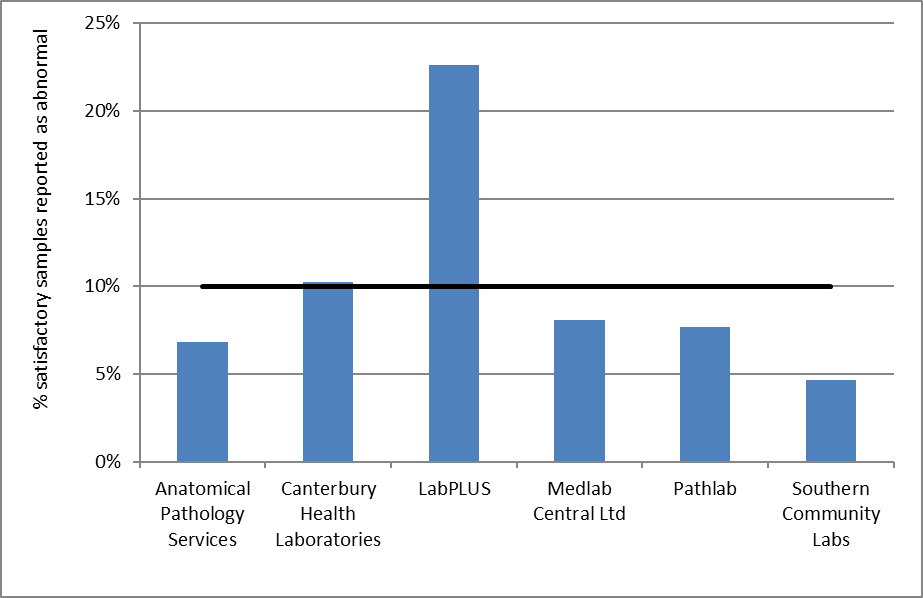 % satisfactory samples reported as abnormal
25%
20%
15%
10%
5%
0%
Anatomical
Pathology
Services
Canterbury
Health
Laboratories
LabPLUS
Medlab
Central Ltd
Pathlab
Southern
Community
Labs